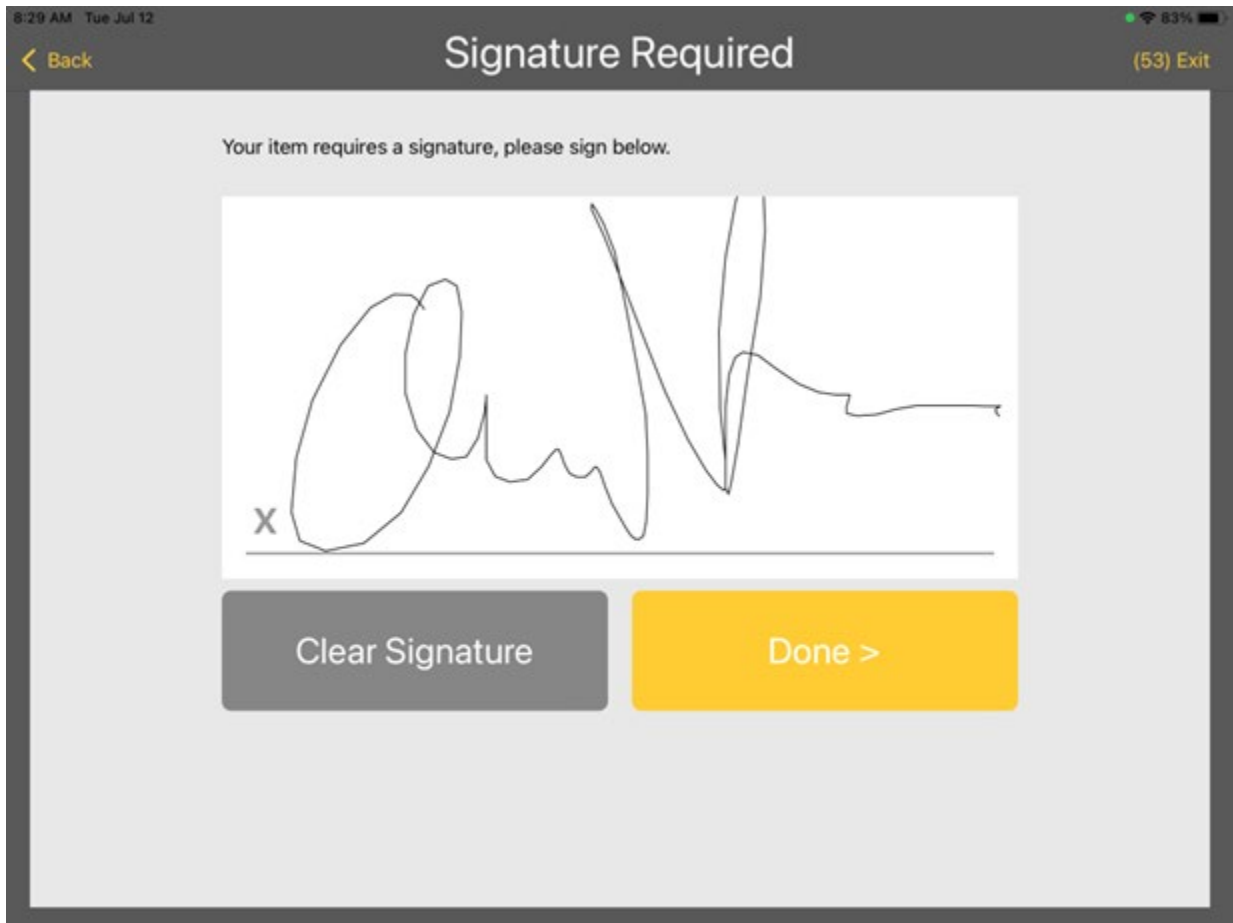 8:29 AM Tue Jul 12 83%
< Back Signature Required (53) Exit
Your item requires a signature, please sign below.
X
Clear Signature Done >